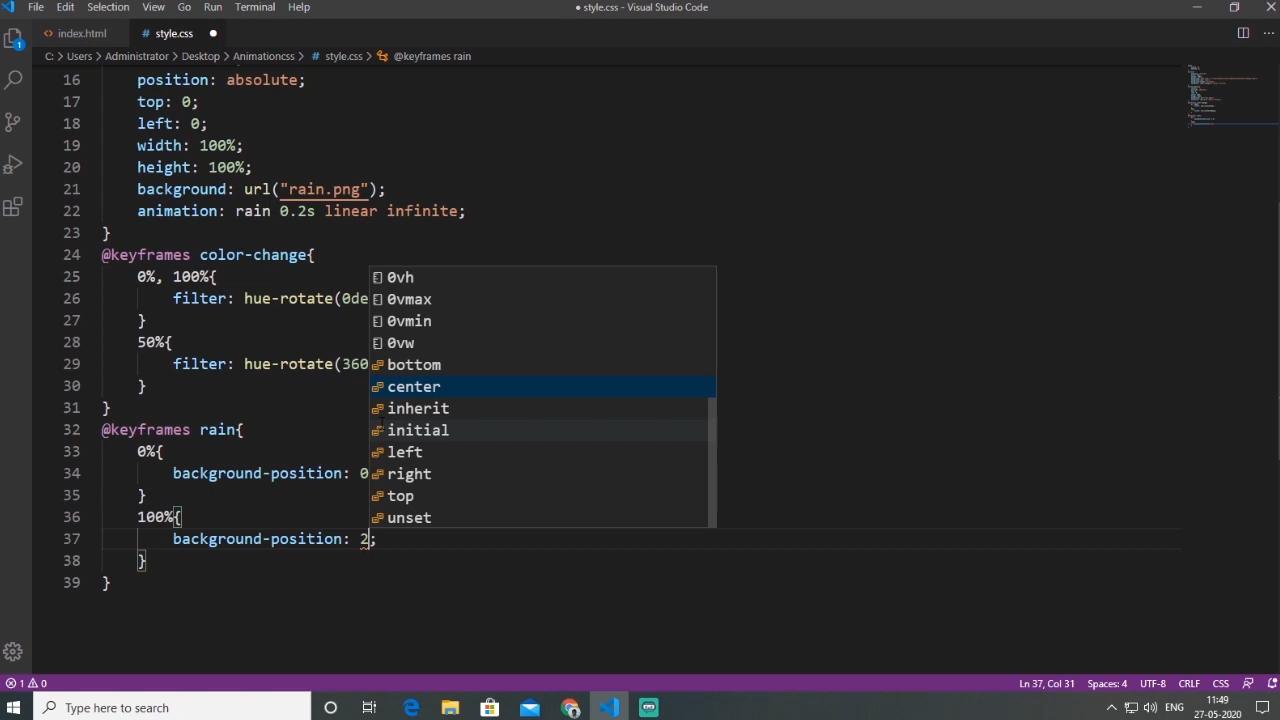 File Edit Selection View Go Run Terminal Help
● style.css - Visual Studio Code
index.html
# style.css ●
C: > Users > Administrator > Desktop > Animationcss > # style.css > @keyframes rain
16 position: absolute;
17 top: 0;
18 left: 0;
19 width: 100%;
20 height: 100%;
21 background: url("rain.png");
22 animation: rain 0.2s linear infinite;
23 }
24 @keyframes color-change{
25 0%, 100%{
26 filter: hue-rotate(0de
27 }
28 50%{
29 filter: hue-rotate(360
30 }
31 }
32 @keyframes rain{
33 0%{
34 background-position: 0
35 }
36 100%{
37 background-position: 2;
38 }
39 }
0vh
0vmax
0vmin
0vw
bottom
center
inherit
initial
left
right
top
unset
1 0
Ln 37, Col 31 Spaces: 4 UTF-8 CRLF CSS
Type here to search
11:49
ENG
27-05-2020